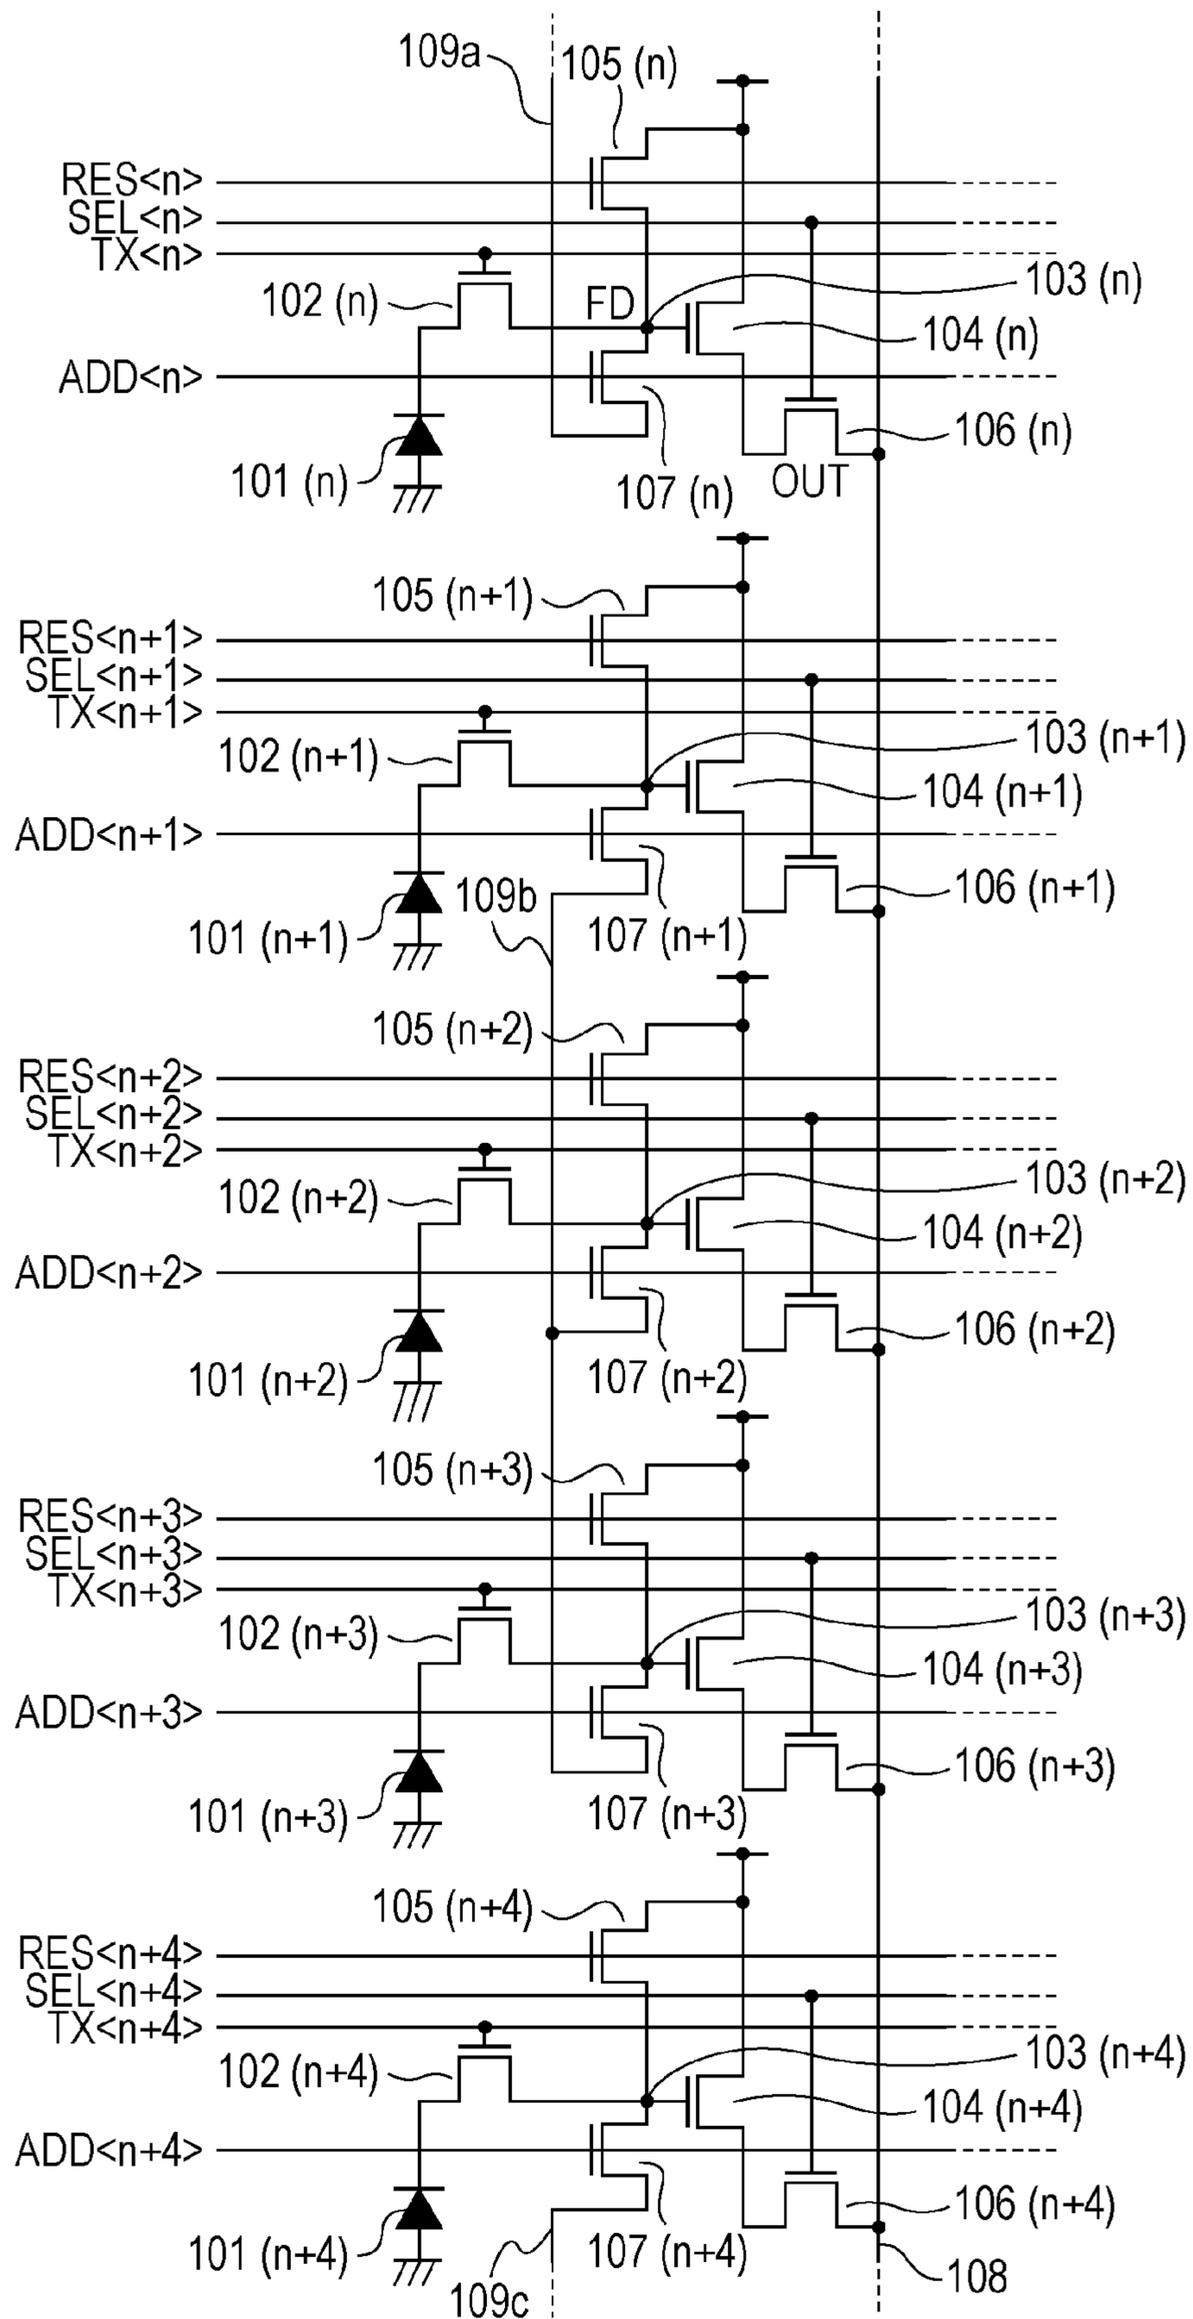 109a
105 (n)
RES<n>
SEL<n>
TX<n>
102 (n)
FD
103 (n)
104 (n)
ADD<n>
106 (n)
101 (n)
107 (n)
OUT
105 (n+1)
RES<n+1>
SEL<n+1>
TX<n+1>
102 (n+1)
103 (n+1)
104 (n+1)
ADD<n+1>
109b
106 (n+1)
101 (n+1)
107 (n+1)
105 (n+2)
RES<n+2>
SEL<n+2>
TX<n+2>
102 (n+2)
103 (n+2)
104 (n+2)
ADD<n+2>
106 (n+2)
101 (n+2)
107 (n+2)
105 (n+3)
RES<n+3>
SEL<n+3>
TX<n+3>
102 (n+3)
103 (n+3)
104 (n+3)
ADD<n+3>
106 (n+3)
101 (n+3)
107 (n+3)
105 (n+4)
RES<n+4>
SEL<n+4>
TX<n+4>
102 (n+4)
103 (n+4)
104 (n+4)
ADD<n+4>
106 (n+4)
101 (n+4)
107 (n+4)
108
109c